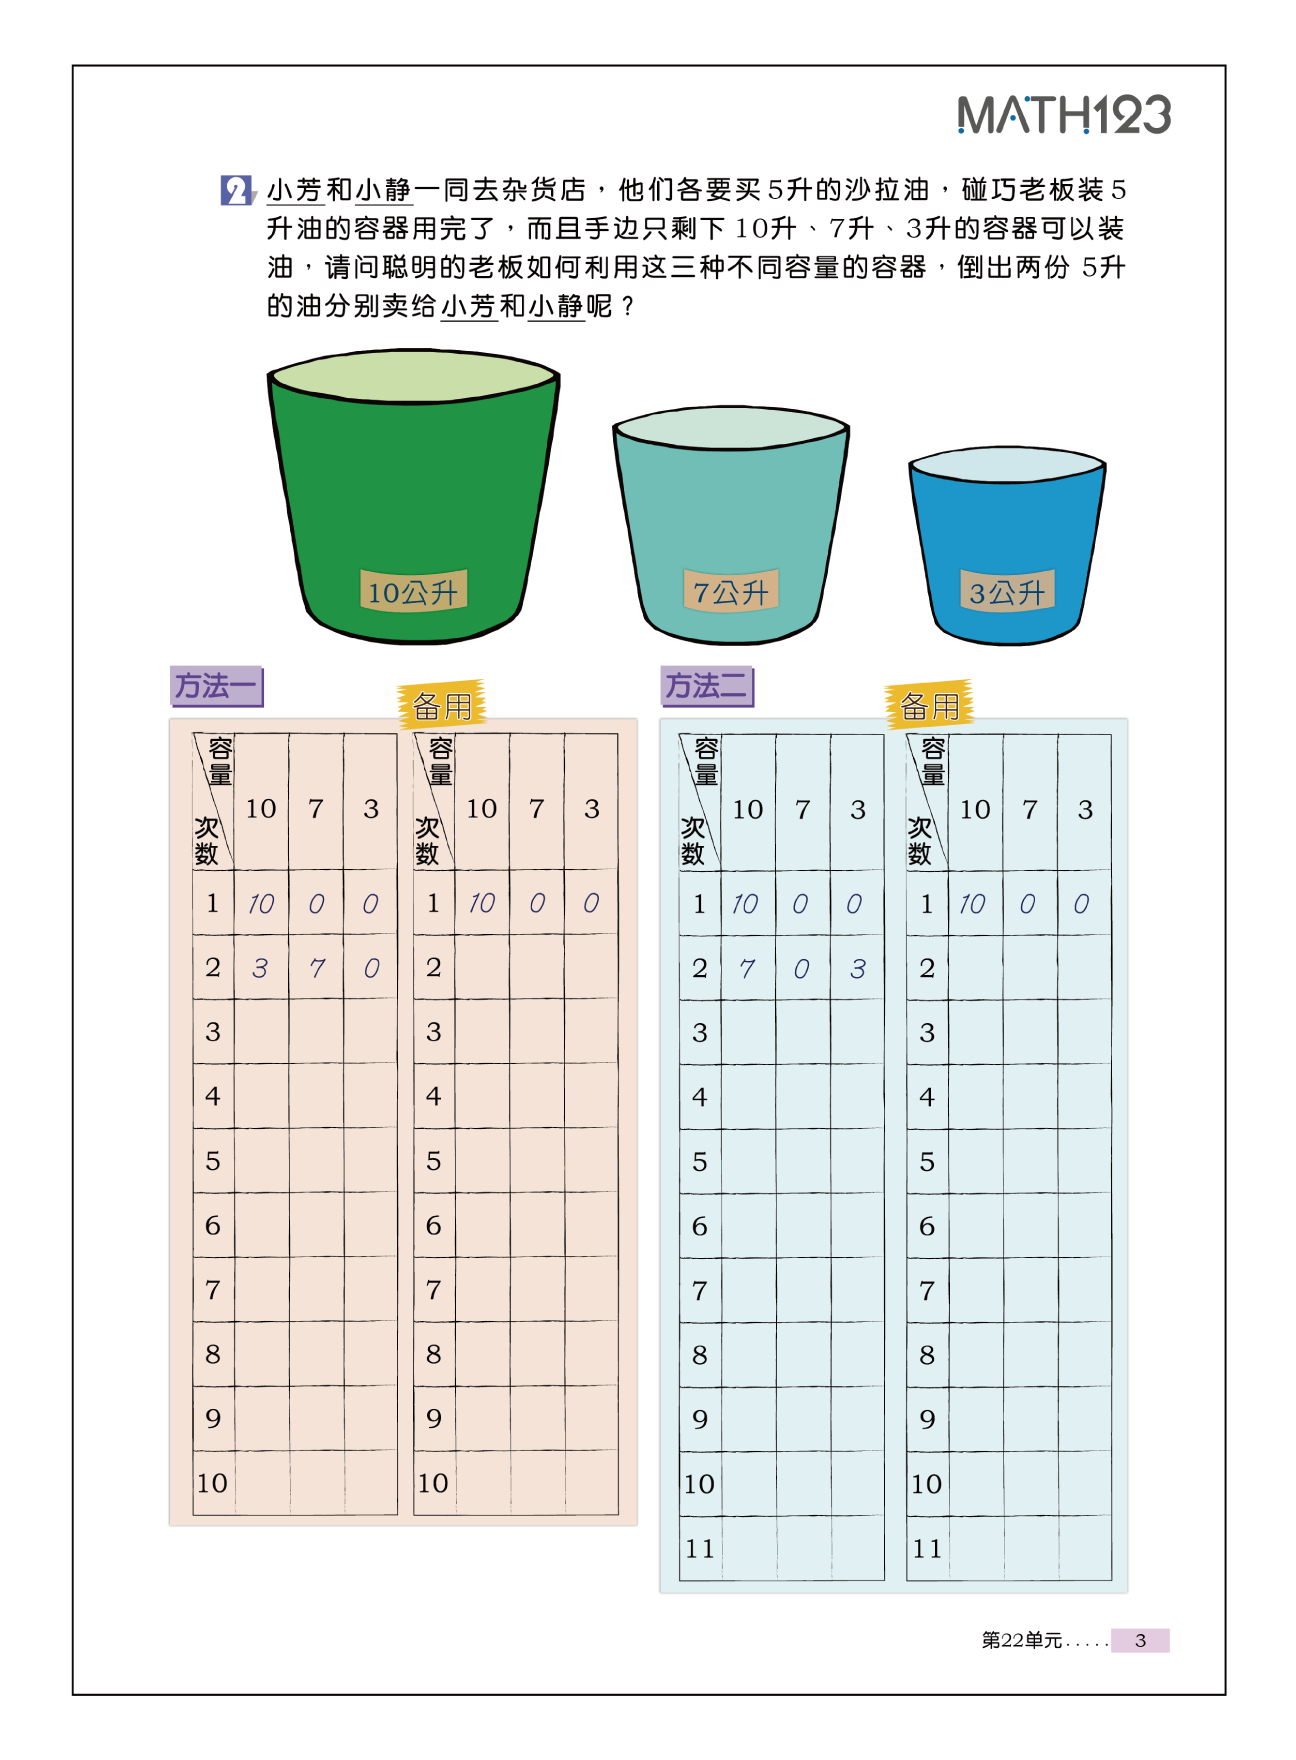 MATH123
2 小芳和小静一同去杂货店，他们各要买5升的沙拉油，碰巧老板装5
升油的容器用完了，而且手边只剩下 10升、7升、3升的容器可以装
油，请问聪明的老板如何利用这三种不同容量的容器，倒出两份 5升
的油分别卖给小芳和小静呢？
10公升
7公升
3公升
方法一
备用
容量
次数
10 7 3
1 10 0 0
2 3 7 0
3
4
5
6
7
8
9
10
容量
次数
10 7 3
1 10 0 0
2
3
4
5
6
7
8
9
10
方法二
备用
容量
次数
10 7 3
1 10 0 0
2 7 0 3
3
4
5
6
7
8
9
10
11
容量
次数
10 7 3
1 10 0 0
2
3
4
5
6
7
8
9
10
11
第22单元..... 3